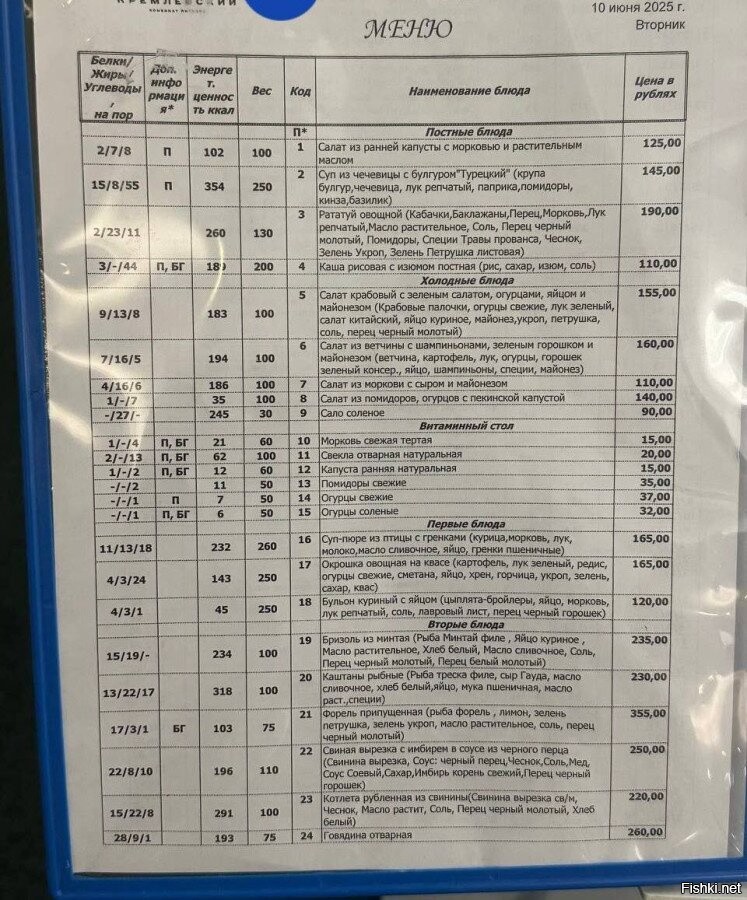 КРЕМЛЕВСКИЙ
КОМБИНАТ ПИТАНИЯ
10 июня 2025 г.
Вторник
МЕНЮ
Белки/ Жиры/ Углеводы, на пор | Доп. инфо рмаци я* | Энергет. ценность ккал | Вес | Код | Наименование блюда | Цена в рублях
П* Постные блюда
2/7/8 П 102 100 1 Салат из ранней капусты с морковью и растительным 125,00
маслом
15/8/55 П 354 250 2 Суп из чечевицы с булгуром"Турецкий" (крупа 145,00
булгур,чечевица, лук репчатый, паприка,помидоры,
кинза,базилик)
2/23/11 260 130 3 Рататуй овощной (Кабачки,Баклажаны,Перец,Морковь,Лук 190,00
репчатый,Масло растительное, Соль, Перец черный
молотый, Помидоры, Специи Травы прованса, Чеснок,
Зелень Укроп, Зелень Петрушка листовая)
3/-/44 П, БГ 189 200 4 Каша рисовая с изюмом постная (рис, сахар, изюм, соль) 110,00
Холодные блюда
9/13/8 183 100 5 Салат крабовый с зеленым салатом, огурцами, яйцом и 155,00
майонезом (Крабовые палочки, огурцы свежие, лук зеленый,
салат китайский, яйцо куриное, майонез,укроп, петрушка,
соль, перец черный молотый)
7/16/5 194 100 6 Салат из ветчины с шампиньонами, зеленым горошком и 160,00
майонезом (ветчина, картофель, лук, огурцы, горошек
зеленый консер., яйцо, шампиньоны, специи, майонез)
4/16/6 186 100 7 Салат из моркови с сыром и майонезом 110,00
1/-/7 35 100 8 Салат из помидоров, огурцов с пекинской капустой 140,00
-/27/- 245 30 9 Сало соленое 90,00
Витаминный стол
1/-/4 П, БГ 21 60 10 Морковь свежая тертая 15,00
2/-/13 П, БГ 62 100 11 Свекла отварная натуральная 20,00
1/-/2 П, БГ 12 60 12 Капуста ранняя натуральная 15,00
-/-/2 11 50 13 Помидоры свежие 35,00
-/-/1 П 7 50 14 Огурцы свежие 37,00
-/-/1 П, БГ 6 50 15 Огурцы соленые 32,00
Первые блюда
11/13/18 232 260 16 Суп-пюре из птицы с гренками (курица,морковь, лук, 165,00
молоко,масло сливочное, яйцо, гренки пшеничные)
4/3/24 143 250 17 Окрошка овощная на квасе (картофель, лук зеленый, редис, 165,00
огурцы свежие, сметана, яйцо, хрен, горчица, укроп, зелень,
сахар, квас)
4/3/1 45 250 18 Бульон куриный с яйцом (цыплята-бройлеры, яйцо, морковь, 120,00
лук репчатый, соль, лавровый лист, перец черный горошек)
Вторые блюда
15/19/- 234 100 19 Бризоль из минтая (Рыба Минтай филе , Яйцо куриное , 235,00
Масло растительное, Хлеб белый, Масло сливочное, Соль,
Перец черный молотый, Перец белый молотый)
13/22/17 318 100 20 Каштаны рыбные (Рыба треска филе, сыр Гауда, масло 230,00
сливочное, хлеб белый,яйцо, мука пшеничная, масло
раст.,специи)
17/3/1 БГ 103 75 21 Форель припущенная (рыба форель , лимон, зелень 355,00
петрушка, зелень укроп, масло растительное, соль, перец
черный молотый)
22/8/10 196 110 22 Свиная вырезка с имбирем в соусе из черного перца 250,00
(Свинина вырезка, Соус: черный перец,Чеснок,Соль,Мед,
Соус Соевый,Сахар,Имбирь корень свежий,Перец черный
горошек)
15/22/8 291 100 23 Котлета рубленная из свинины(Свинина вырезка св/м, 220,00
Чеснок, Масло растит, Соль, Перец черный молотый, Хлеб
белый)
28/9/1 193 75 24 Говядина отварная 260,00
Fishki.net